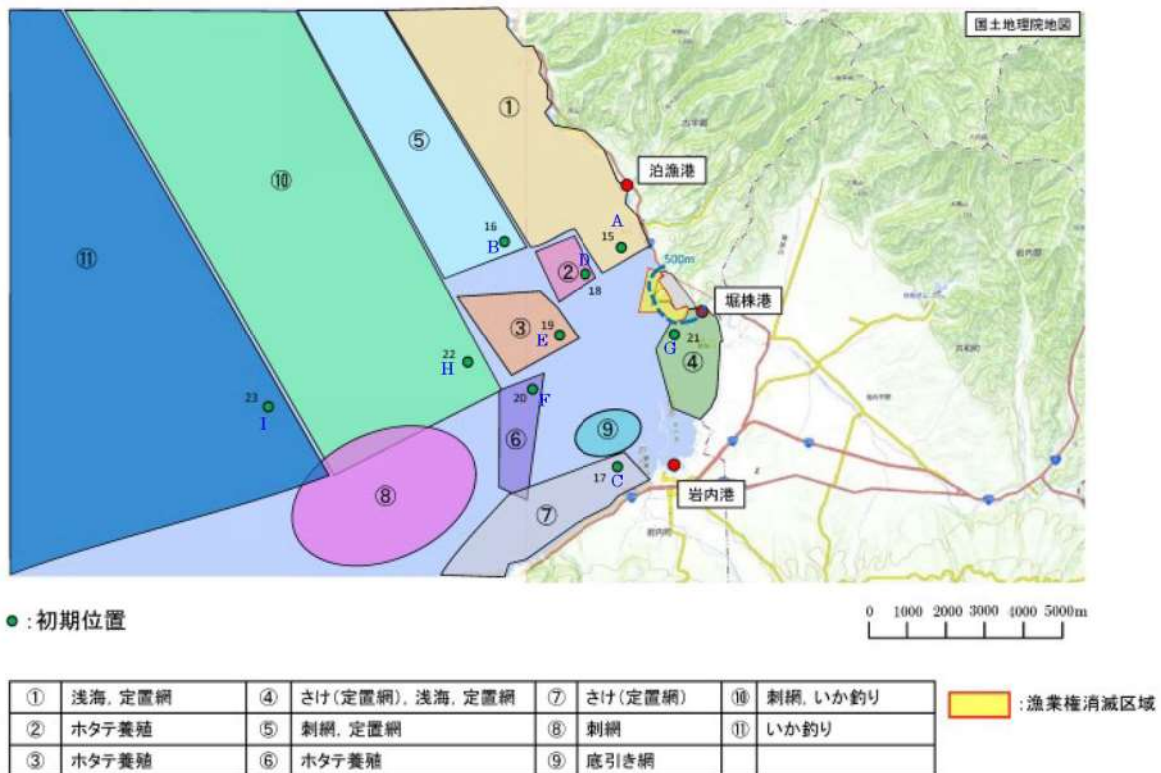 国土地理院地図
①
⑤
泊漁港
⑩
A
16
B
15
⑪
D
②
18
500m
堀株港
③
19
E
21
G
22
H
④
20
F
23
I
⑨
⑥
17
C
⑧
岩内港
⑦
岩内町
共和町
:初期位置
0 1000 2000 3000 4000 5000m
① 浅海, 定置網 ④ さけ(定置網), 浅海, 定置網 ⑦ さけ(定置網) ⑩ 刺網, いか釣り
② ホタテ養殖 ⑤ 刺網, 定置網 ⑧ 刺網 ⑪ いか釣り
③ ホタテ養殖 ⑥ ホタテ養殖 ⑨ 底引き網
:漁業権消滅区域